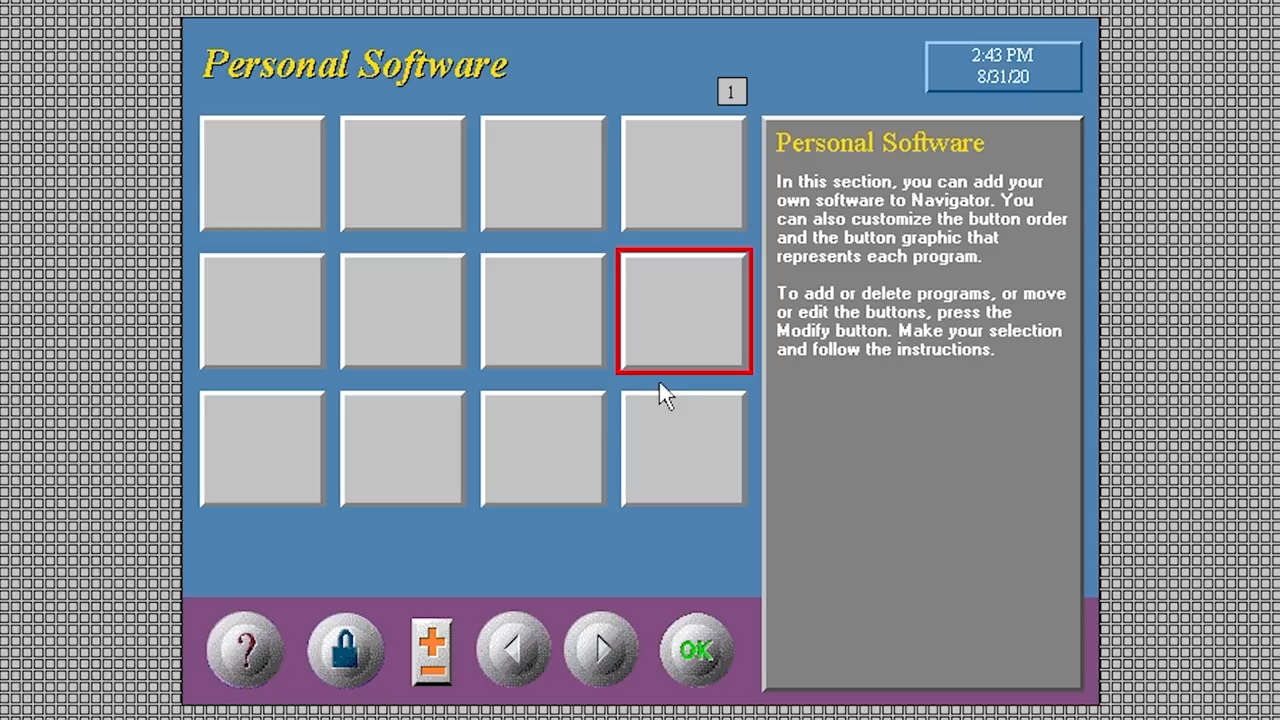 Personal Software
2:43 PM
8/31/20
1
Personal Software
In this section, you can add your
own software to Navigator. You
can also customize the button order
and the button graphic that
represents each program.
To add or delete programs, or move
or edit the buttons, press the
Modify button. Make your selection
and follow the instructions.
?
OK